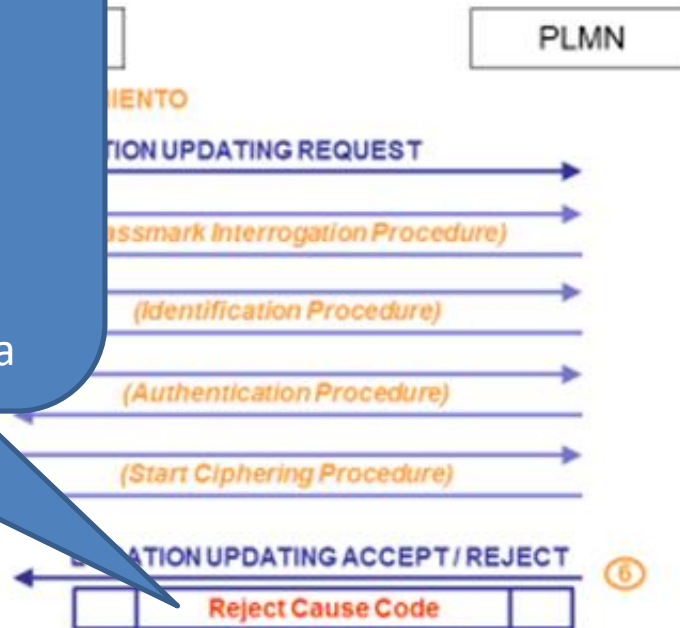 PLMN
IENTO
TION UPDATING REQUEST
assmark Interrogation Procedure)
(Identification Procedure)
a
(Authentication Procedure)
(Start Ciphering Procedure)
ATION UPDATING ACCEPT / REJECT
6
Reject Cause Code